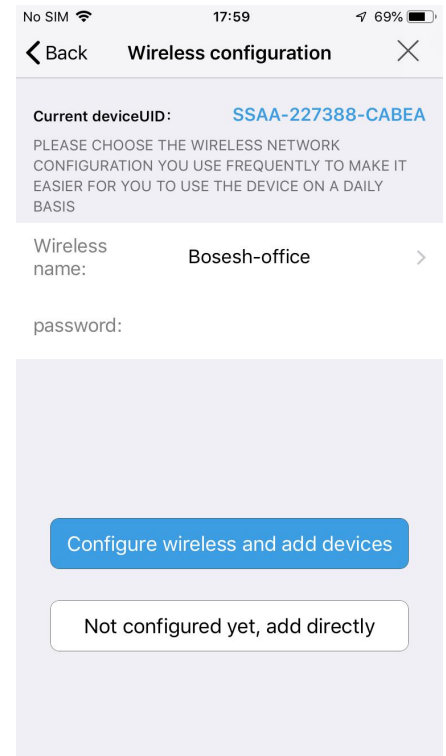 No SIM 17:59 69%
Back Wireless configuration
Current deviceUID: SSAA-227388-CABEA
PLEASE CHOOSE THE WIRELESS NETWORK
CONFIGURATION YOU USE FREQUENTLY TO MAKE IT
EASIER FOR YOU TO USE THE DEVICE ON A DAILY
BASIS
Wireless
name: Bosesh-office
password:
Configure wireless and add devices
Not configured yet, add directly